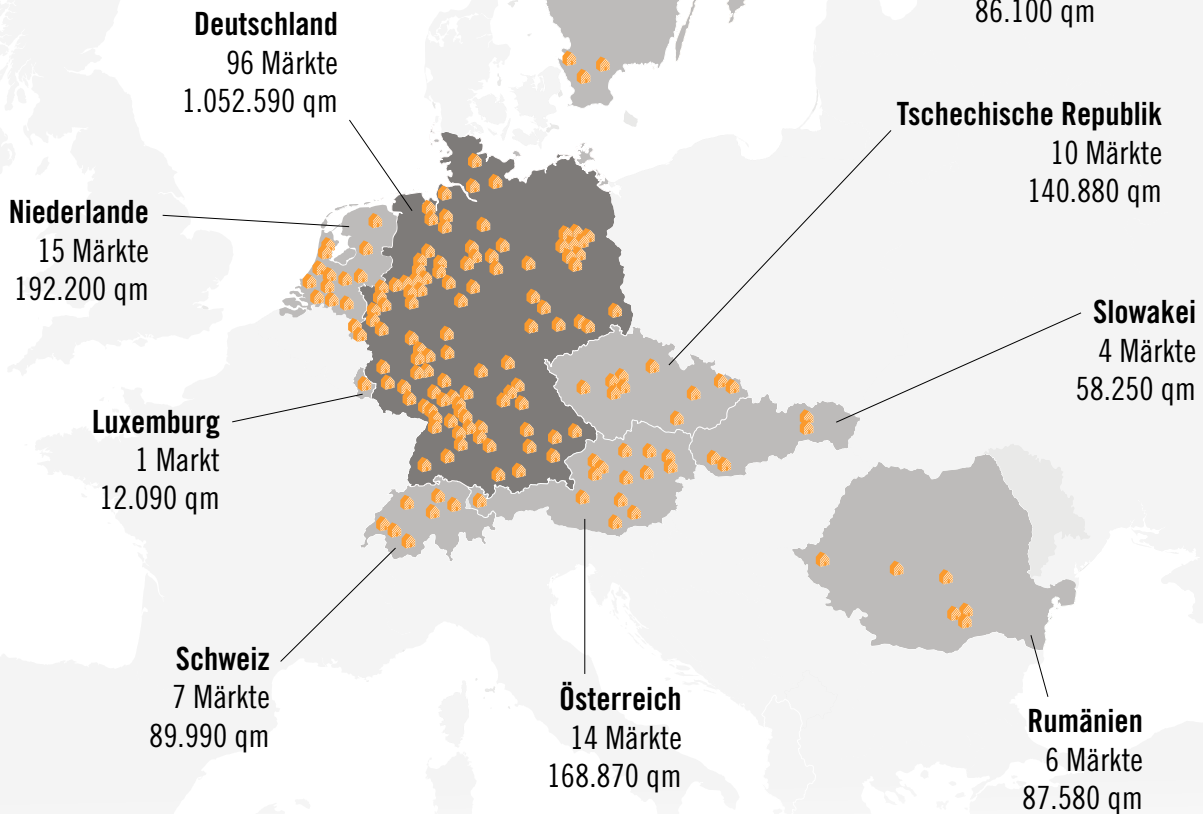 86.100 qm
Deutschland
96 Märkte
1.052.590 qm
Tschechische Republik
10 Märkte
140.880 qm
Niederlande
15 Märkte
192.200 qm
Slowakei
4 Märkte
58.250 qm
Luxemburg
1 Markt
12.090 qm
Schweiz
7 Märkte
89.990 qm
Österreich
14 Märkte
168.870 qm
Rumänien
6 Märkte
87.580 qm